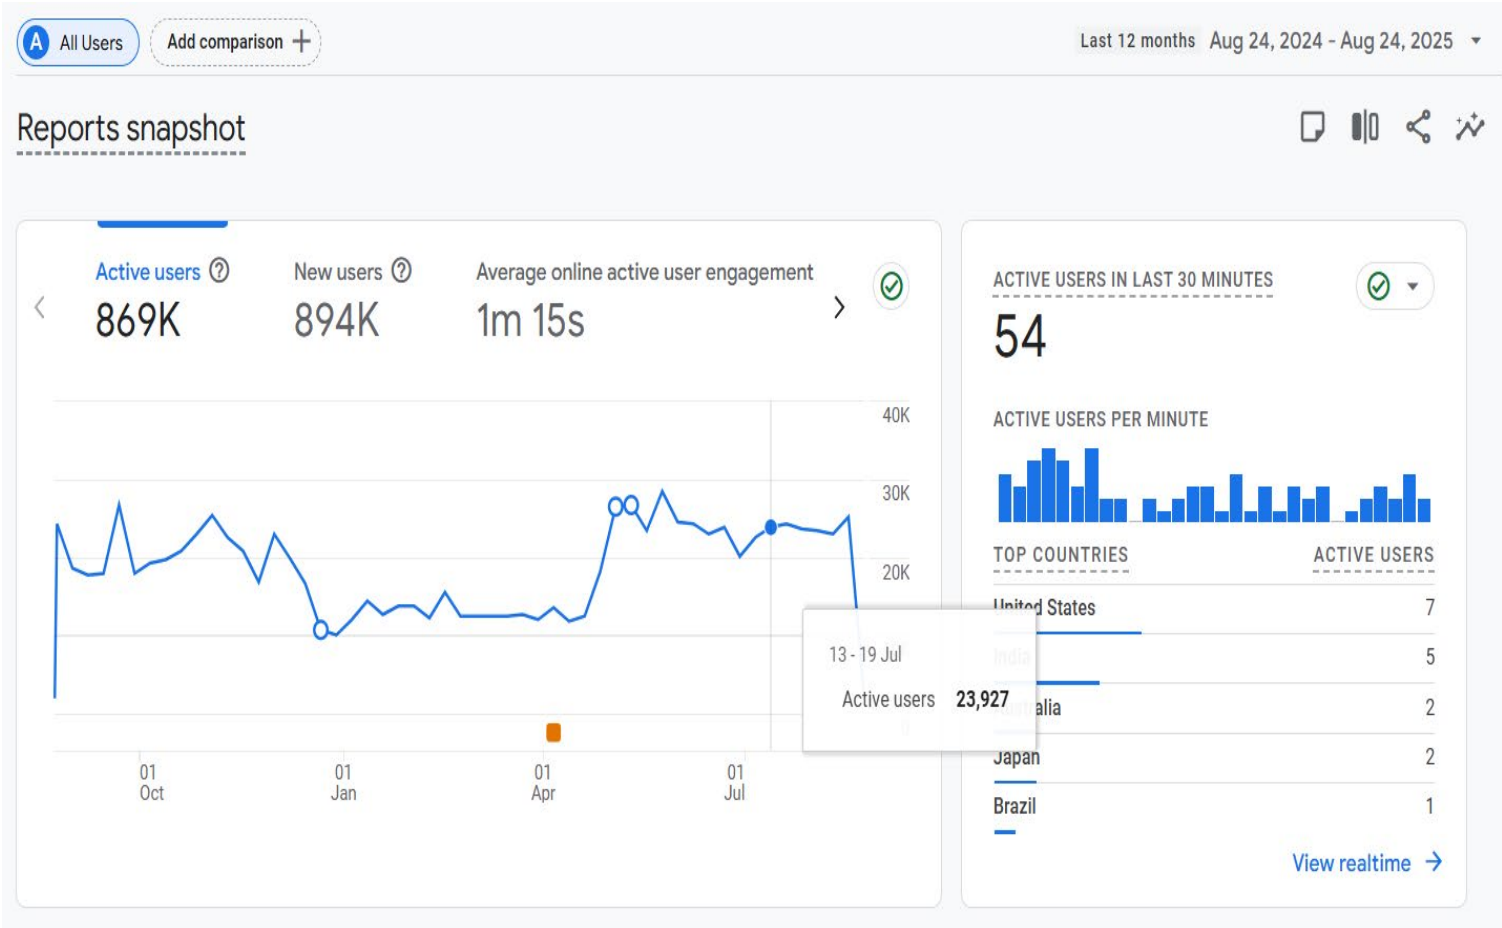 A All Users Add comparison +
Last 12 months Aug 24, 2024 - Aug 24, 2025
Reports snapshot
Active users ?
869K
New users ?
894K
Average online active user engagement
1m 15s
40K
30K
20K
01 Oct
01 Jan
01 Apr
01 Jul
13 - 19 Jul
Active users 23,927
ACTIVE USERS IN LAST 30 MINUTES
54
ACTIVE USERS PER MINUTE
TOP COUNTRIES ACTIVE USERS
United States 7
India 5
alia 2
Japan 2
Brazil 1
View realtime →